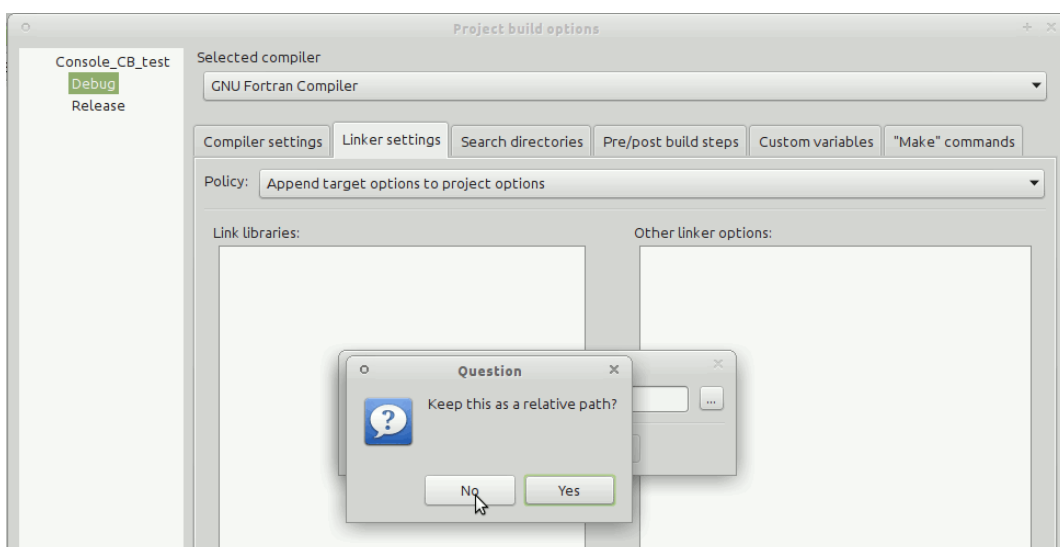 Project build options
Console_CB_test
Debug
Release
Selected compiler
GNU Fortran Compiler
Compiler settings
Linker settings
Search directories
Pre/post build steps
Custom variables
"Make" commands
Policy:
Append target options to project options
Link libraries:
Other linker options:
Question
Keep this as a relative path?
...
No
Yes